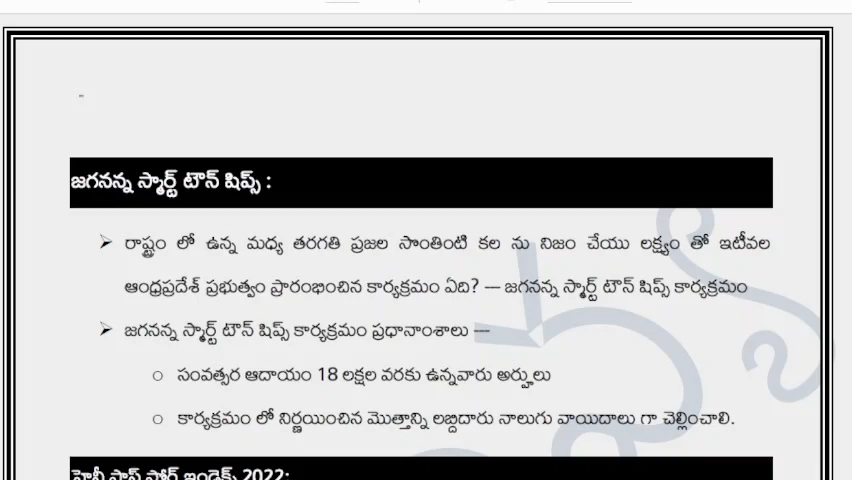 జగనన్న స్మార్ట్ టౌన్ షిప్స్ :
➢ రాష్ట్రం లో ఉన్న మధ్య తరగతి ప్రజల సొంతింటి కల ను నిజం చేయు లక్ష్యం తో ఇటీవల
ఆంధ్రప్రదేశ్ ప్రభుత్వం ప్రారంభించిన కార్యక్రమం ఏది? --- జగనన్న స్మార్ట్ టౌన్ షిప్స్ కార్యక్రమం
➢ జగనన్న స్మార్ట్ టౌన్ షిప్స్ కార్యక్రమం ప్రధానాంశాలు ---
○ సంవత్సర ఆదాయం 18 లక్షల వరకు ఉన్నవారు అర్హులు
○ కార్యక్రమం లో నిర్ణయించిన మొత్తాన్ని లబ్దిదారు నాలుగు వాయిదాలు గా చెల్లించాలి.
ఇండెక్స్ 2022: